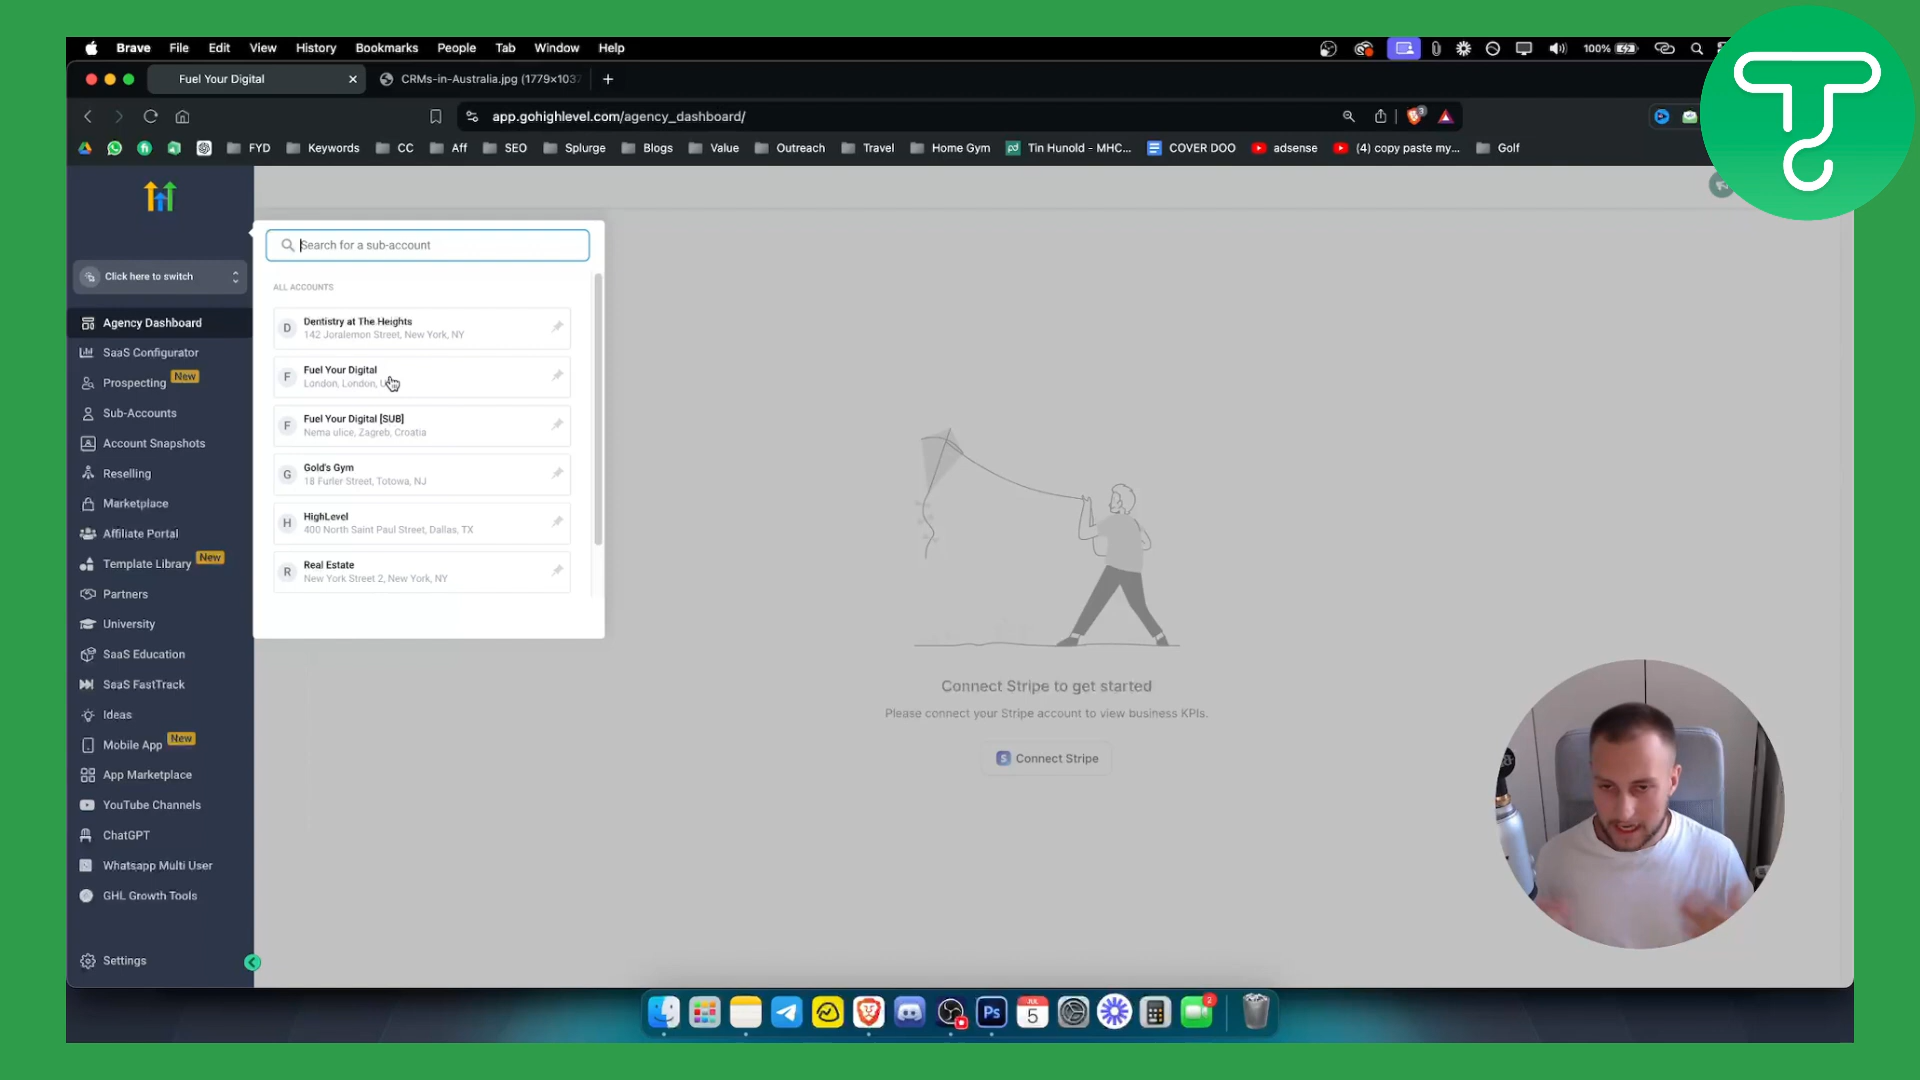 Brave File Edit View History Bookmarks People Tab Window Help
100%
Fuel Your Digital
CRMs-in-Australia.jpg (1779×103
app.gohighlevel.com/agency_dashboard/
3
FYD Keywords CC Aff SEO Splurge Blogs Value Outreach Travel Home Gym Tin Hunold - MHC... COVER DOO adsense (4) copy paste my... Golf
Click here to switch
Agency Dashboard
SaaS Configurator
Prospecting New
Sub-Accounts
Account Snapshots
Reselling
Marketplace
Affiliate Portal
Template Library New
Partners
University
SaaS Education
SaaS FastTrack
Ideas
Mobile App New
App Marketplace
YouTube Channels
ChatGPT
Whatsapp Multi User
GHL Growth Tools
Settings
Search for a sub-account
ALL ACCOUNTS
D
Dentistry at The Heights
142 Joralemon Street, New York, NY
F
Fuel Your Digital
London, London,
F
Fuel Your Digital [SUB]
Nema ulice, Zagreb, Croatia
G
Gold's Gym
18 Furler Street, Totowa, NJ
H
HighLevel
400 North Saint Paul Street, Dallas, TX
R
Real Estate
New York Street 2, New York, NY
Connect Stripe to get started
Please connect your Stripe account to view business KPIs.
S Connect Stripe
Ps
JUL
5
2